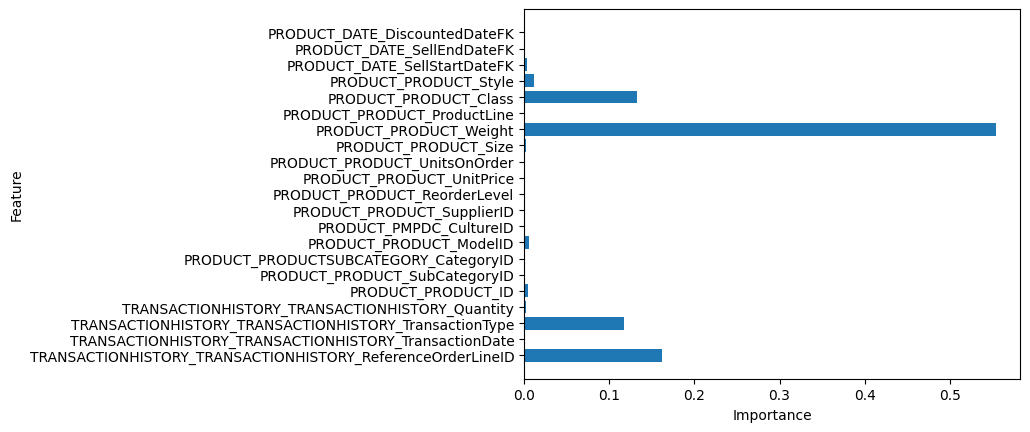 PRODUCT_DATE_DiscountedDateFK
PRODUCT_DATE_SellEndDateFK
PRODUCT_DATE_SellStartDateFK
PRODUCT_PRODUCT_Style
PRODUCT_PRODUCT_Class
PRODUCT_PRODUCT_ProductLine
PRODUCT_PRODUCT_Weight
PRODUCT_PRODUCT_Size
PRODUCT_PRODUCT_UnitsOnOrder
PRODUCT_PRODUCT_UnitPrice
PRODUCT_PRODUCT_ReorderLevel
PRODUCT_PRODUCT_SupplierID
PRODUCT_PMPDC_CultureID
PRODUCT_PRODUCT_ModelID
PRODUCT_PRODUCTSUBCATEGORY_CategoryID
PRODUCT_PRODUCT_SubCategoryID
PRODUCT_PRODUCT_ID
TRANSACTIONHISTORY_TRANSACTIONHISTORY_Quantity
TRANSACTIONHISTORY_TRANSACTIONHISTORY_TransactionType
TRANSACTIONHISTORY_TRANSACTIONHISTORY_TransactionDate
TRANSACTIONHISTORY_TRANSACTIONHISTORY_ReferenceOrderLineID
Feature
0.0 0.1 0.2 0.3 0.4 0.5
Importance